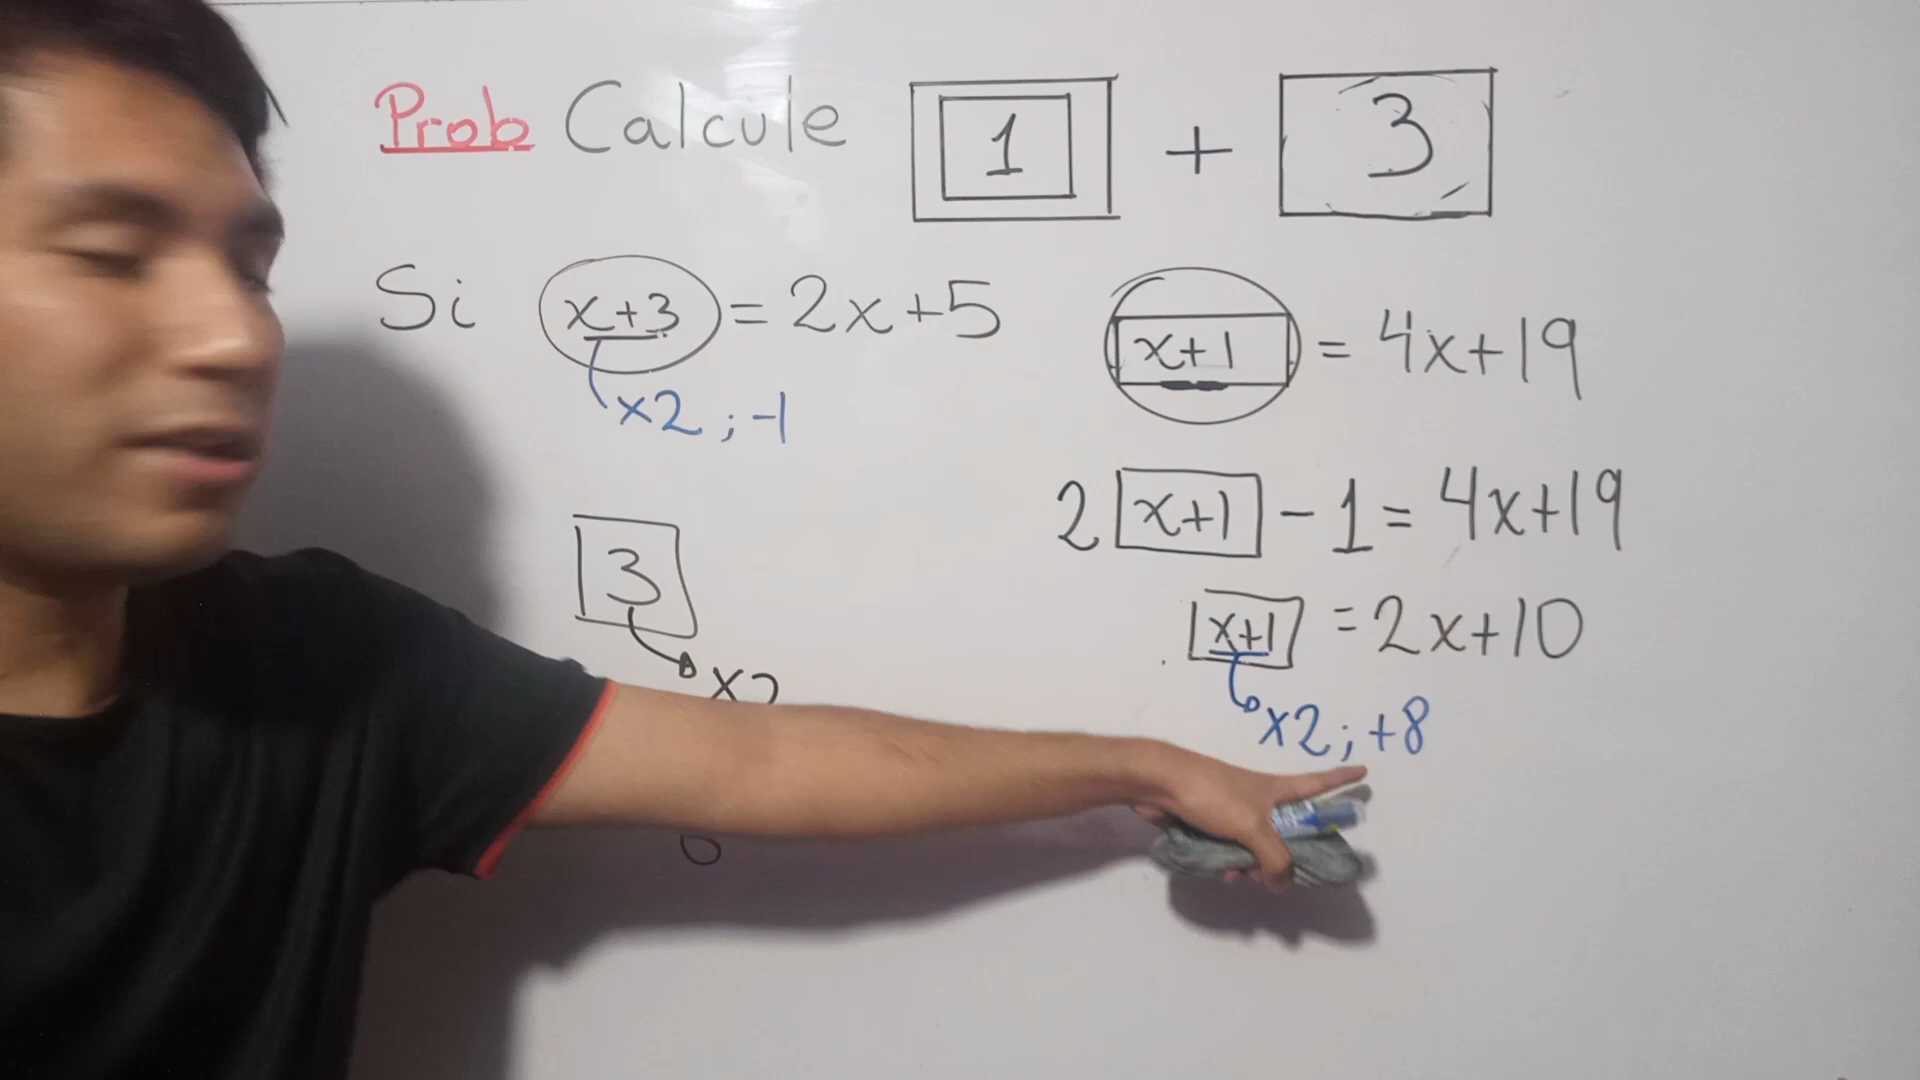 Prob Calcule 1 + 3
Si x+3 = 2x+5
x+1 = 4x+19
x2 ; -1
2 x+1 - 1 = 4x+19
3
x+1 = 2x+10
x2
x2 ; +8